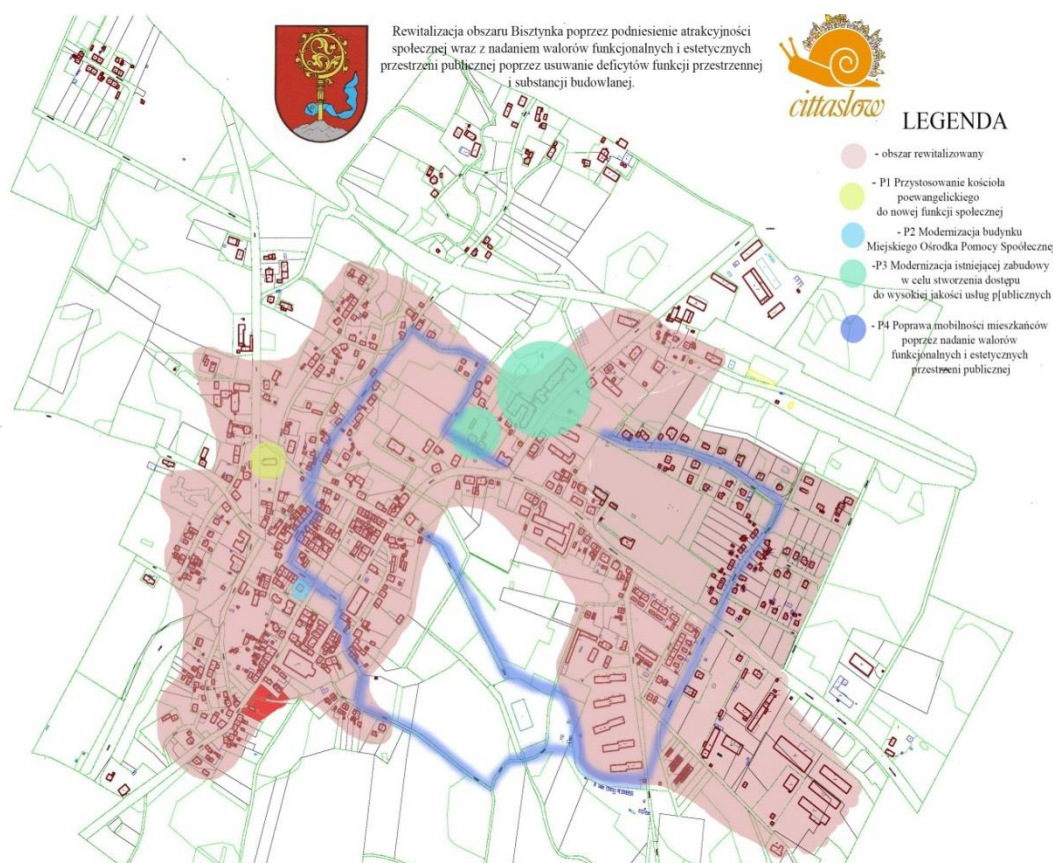 Rewitalizacja obszaru Bisztynka poprzez podniesienie atrakcyjności
społecznej wraz z nadaniem walorów funkcjonalnych i estetycznych
przestrzeni publicznej poprzez usuwanie deficytów funkcji przestrzennej
i substancji budowlanej.
cittaslow
LEGENDA
- obszar rewitalizowany
- P1 Przystosowanie kościoła
poewangelickiego
do nowej funkcji społecznej
- P2 Modernizacja budynku
Miejskiego Ośrodka Pomocy Spoółecznej
-P3 Modernizacja istniejącej zabudowy
w celu stworzenia dostępu
do wysokiej jakości usług p[ublicznych
- P4 Poprawa mobilności mieszkańców
poprzez nadanie walorów
funkcjonalnych i estetycznych
przestrzeni publicznej